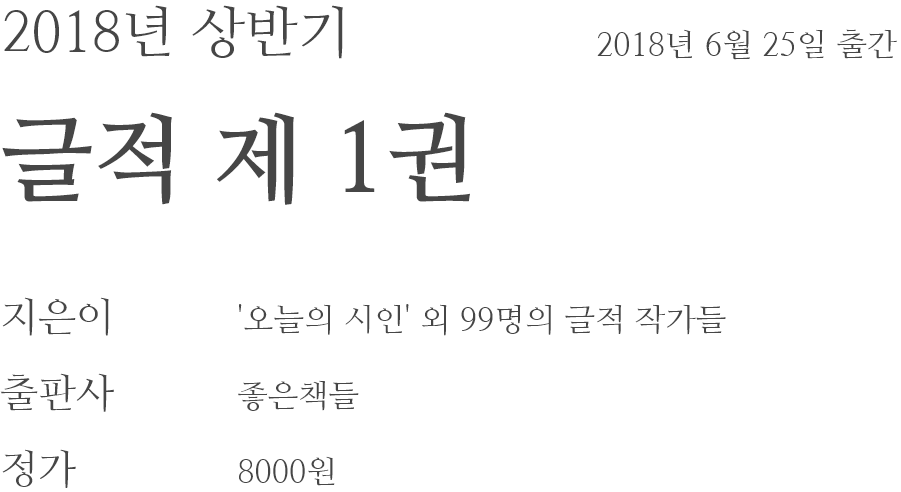 2018년 상반기
2018년 6월 25일 출간
글적 제 1권
지은이 '오늘의 시인' 외 99명의 글적 작가들
출판사 좋은책들
정가 8000원